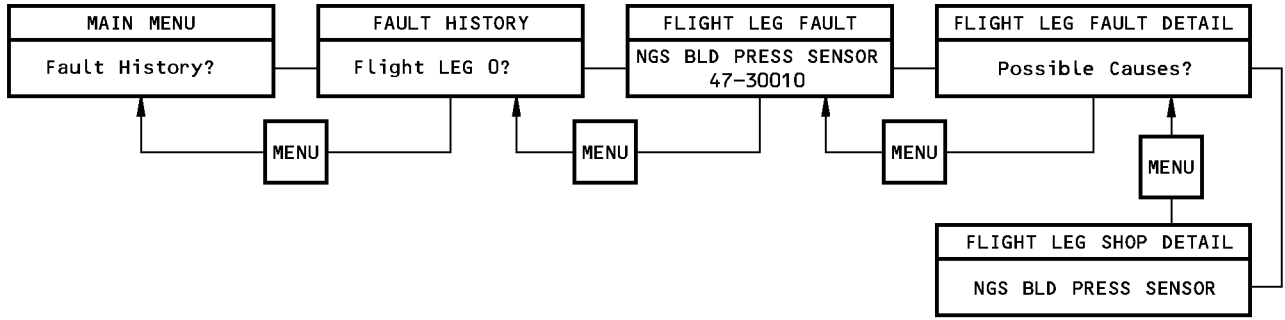 MAIN MENU
Fault History?
FAULT HISTORY
Flight LEG 0?
FLIGHT LEG FAULT
NGS BLD PRESS SENSOR
47-30010
FLIGHT LEG FAULT DETAIL
Possible Causes?
MENU
MENU
MENU
MENU
FLIGHT LEG SHOP DETAIL
NGS BLD PRESS SENSOR